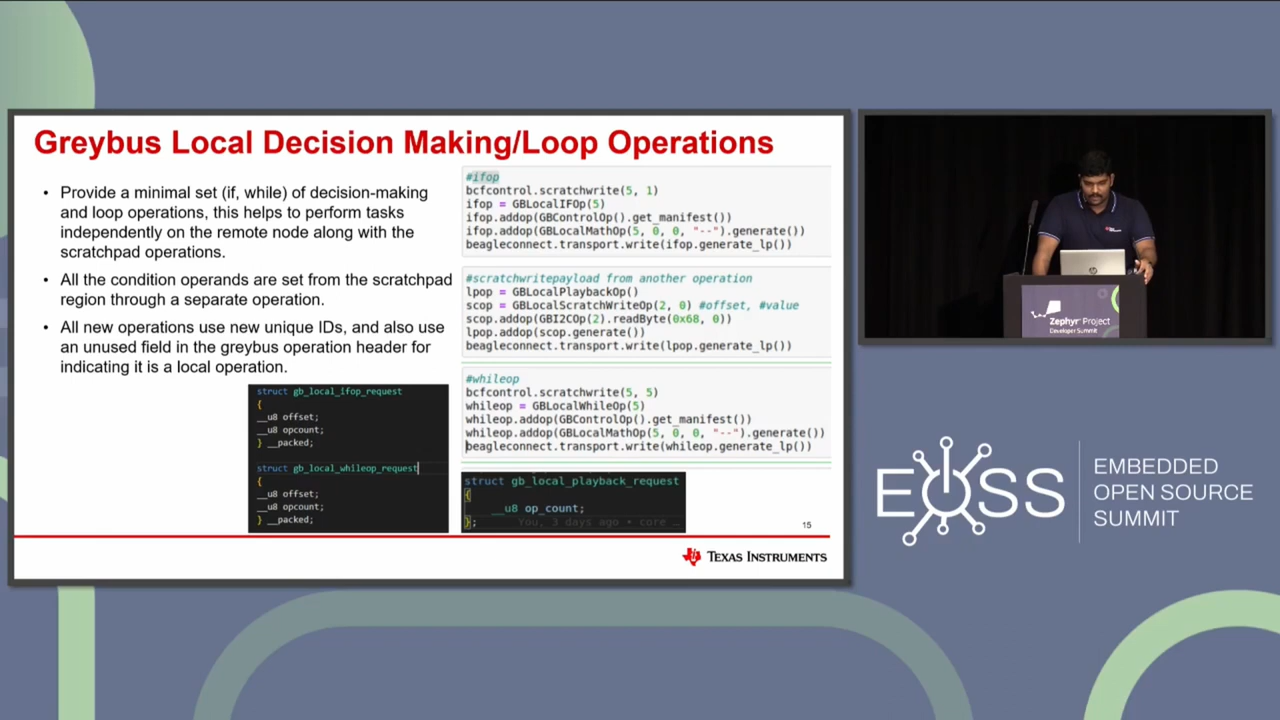 Greybus Local Decision Making/Loop Operations
• Provide a minimal set (if, while) of decision-making
and loop operations, this helps to perform tasks
independently on the remote node along with the
scratchpad operations.
• All the condition operands are set from the scratchpad
region through a separate operation.
• All new operations use new unique IDs, and also use
an unused field in the greybus operation header for
indicating it is a local operation.
struct gb_local_ifop_request
{
__u8 offset;
__u8 opcount;
} __packed;
struct gb_local_whileop_request
{
__u8 offset;
__u8 opcount;
} __packed;
#ifop
bcfcontrol.scratchwrite(5, 1)
ifop = GBLocalIFOp(5)
ifop.addop(GBControlOp().get_manifest())
ifop.addop(GBLocalMathOp(5, 0, 0, "--").generate())
beagleconnect.transport.write(ifop.generate_lp())
#scratchwritepayload from another operation
lpop = GBLocalPlaybackOp()
scop = GBLocalScratchWriteOp(2, 0) #offset, #value
scop.addop(GBI2COp(2).readByte(0x68, 0))
lpop.addop(scop.generate())
beagleconnect.transport.write(lpop.generate_lp())
#whileop
bcfcontrol.scratchwrite(5, 5)
whileop = GBLocalWhileOp(5)
whileop.addop(GBControlOp().get_manifest())
whileop.addop(GBLocalMathOp(5, 0, 0, "--").generate())
beagleconnect.transport.write(whileop.generate_lp())
struct gb_local_playback_request
{
__u8 op_count;
You, 3 days ago • core …
};
15
TEXAS INSTRUMENTS
hp
Zephyr Project
Developer Summit
EOSS
EMBEDDED
OPEN SOURCE
SUMMIT